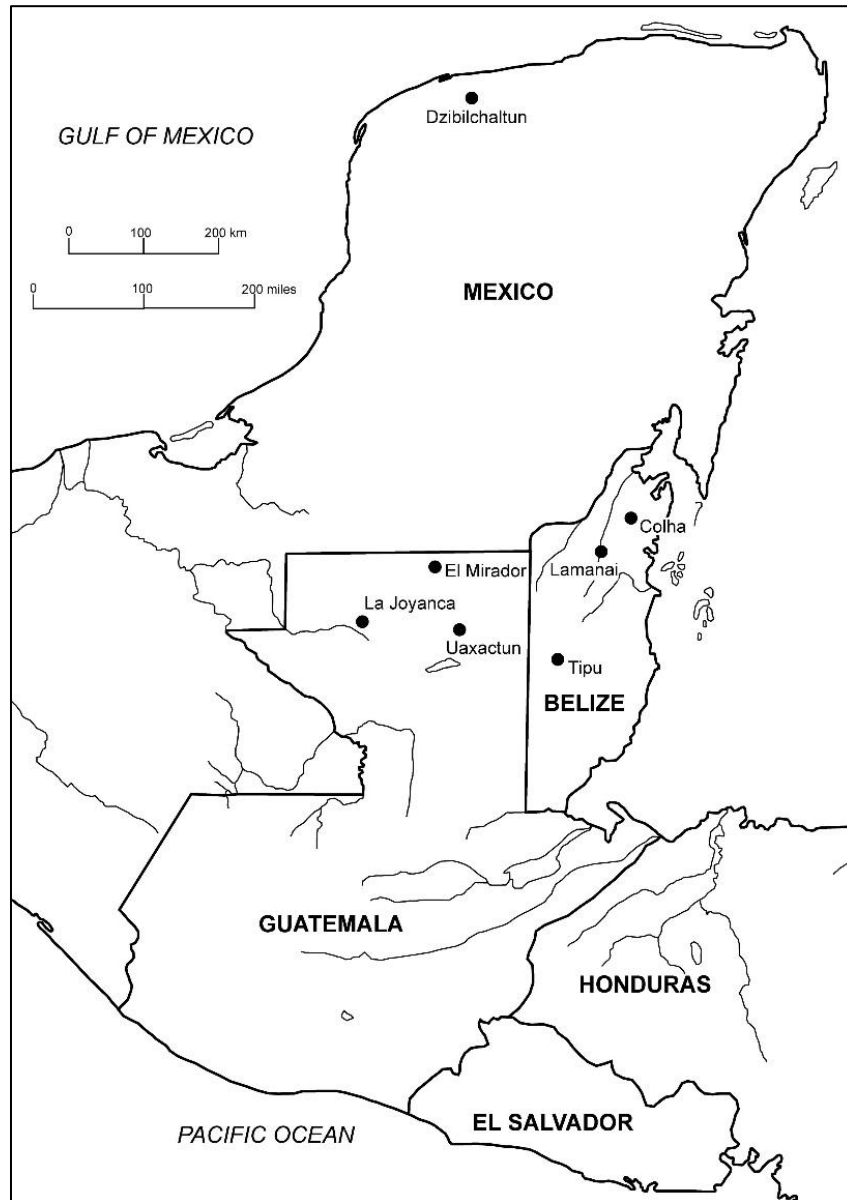 Dzibilchaltun
GULF OF MEXICO
0 100 200 km
0 100 200 miles
MEXICO
Colha
Lamanai
El Mirador
La Joyanca
Uaxactun
Tipu
BELIZE
GUATEMALA
HONDURAS
EL SALVADOR
PACIFIC OCEAN